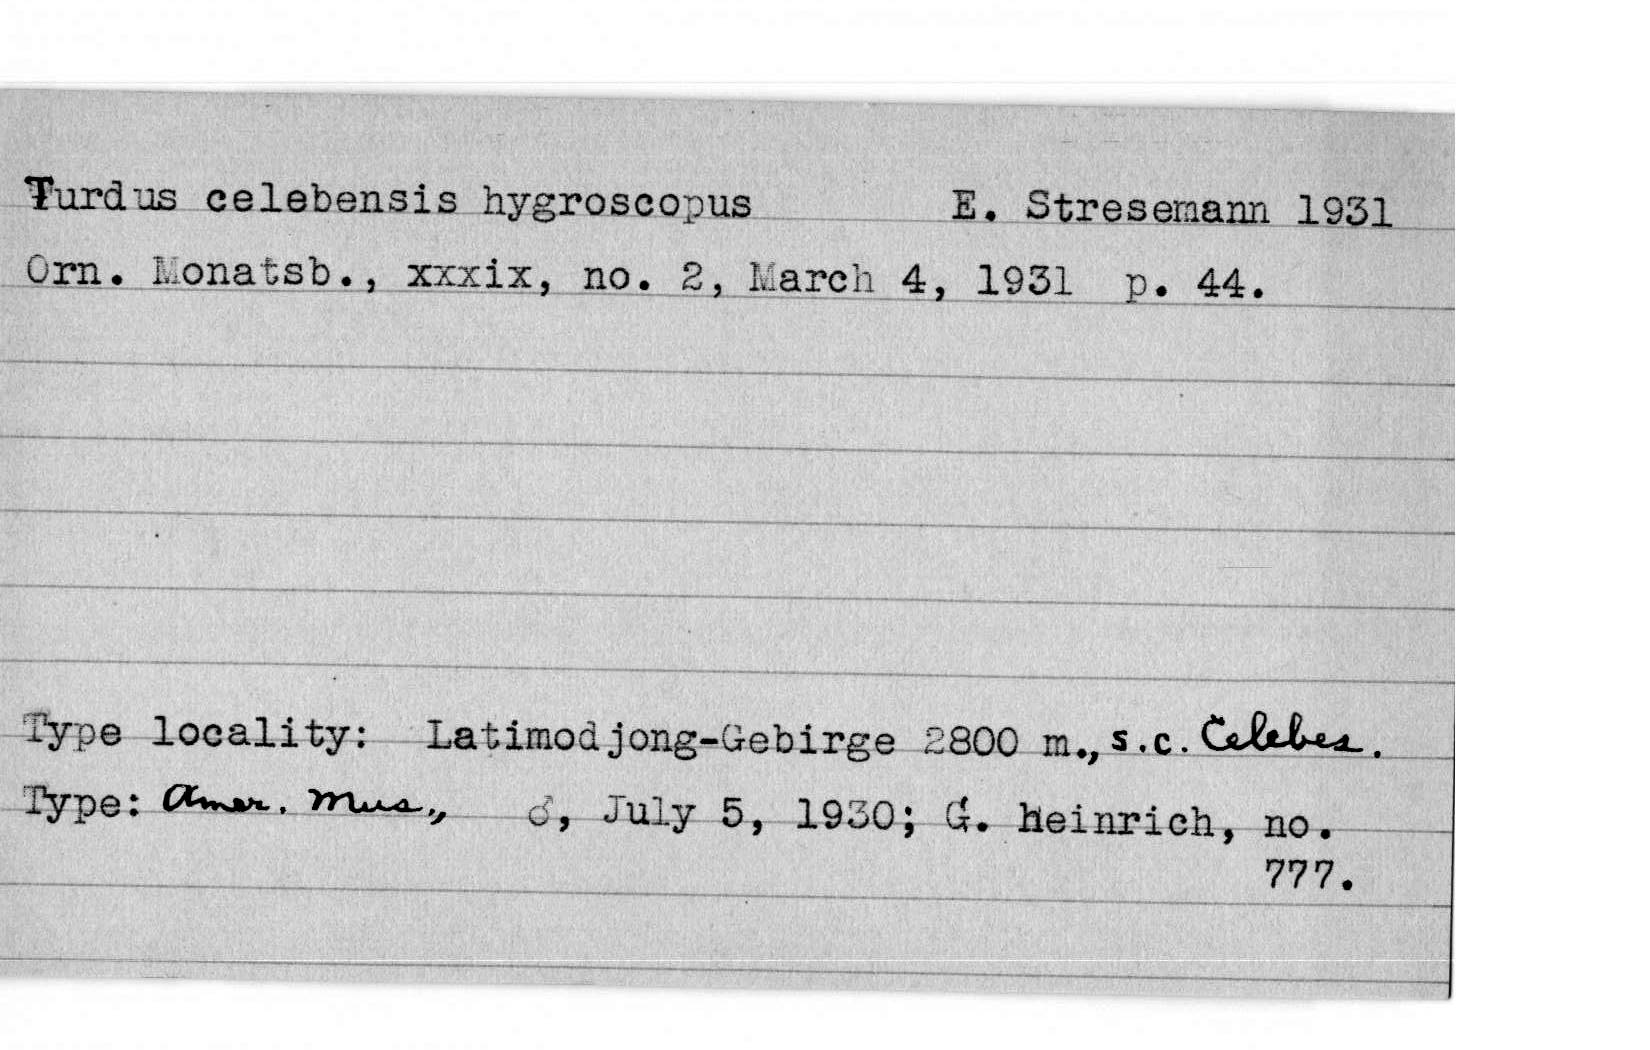 Turdus celebensis hygroscopus E. Stresemann 1931
Orn. Monatsb., xxxix, no. 2, March 4, 1931 p. 44.
Type locality: Latimodjong-Gebirge 2800 m., s.c. Celebes.
Type: Amer. Mus., ♂, July 5, 1930; G. Heinrich, no.
777.